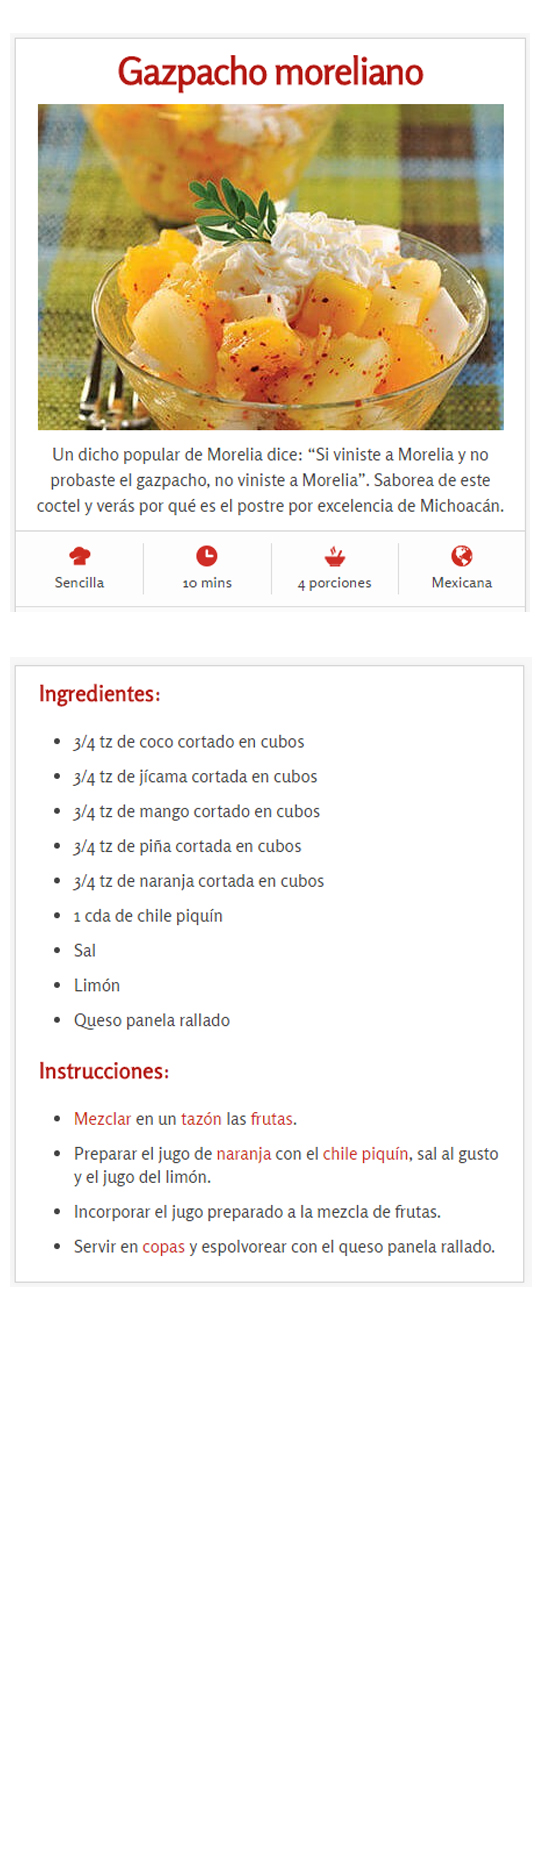 Gazpacho moreliano
Un dicho popular de Morelia dice: “Si viniste a Morelia y no
probaste el gazpacho, no viniste a Morelia”. Saborea de este
coctel y verás por qué es el postre por excelencia de Michoacán.
Sencilla
10 mins
4 porciones
Mexicana
Ingredientes:
• 3/4 tz de coco cortado en cubos
• 3/4 tz de jícama cortada en cubos
• 3/4 tz de mango cortado en cubos
• 3/4 tz de piña cortada en cubos
• 3/4 tz de naranja cortada en cubos
• 1 cda de chile piquín
• Sal
• Limón
• Queso panela rallado
Instrucciones:
• Mezclar en un tazón las frutas.
• Preparar el jugo de naranja con el chile piquín, sal al gusto
y el jugo del limón.
• Incorporar el jugo preparado a la mezcla de frutas.
• Servir en copas y espolvorear con el queso panela rallado.